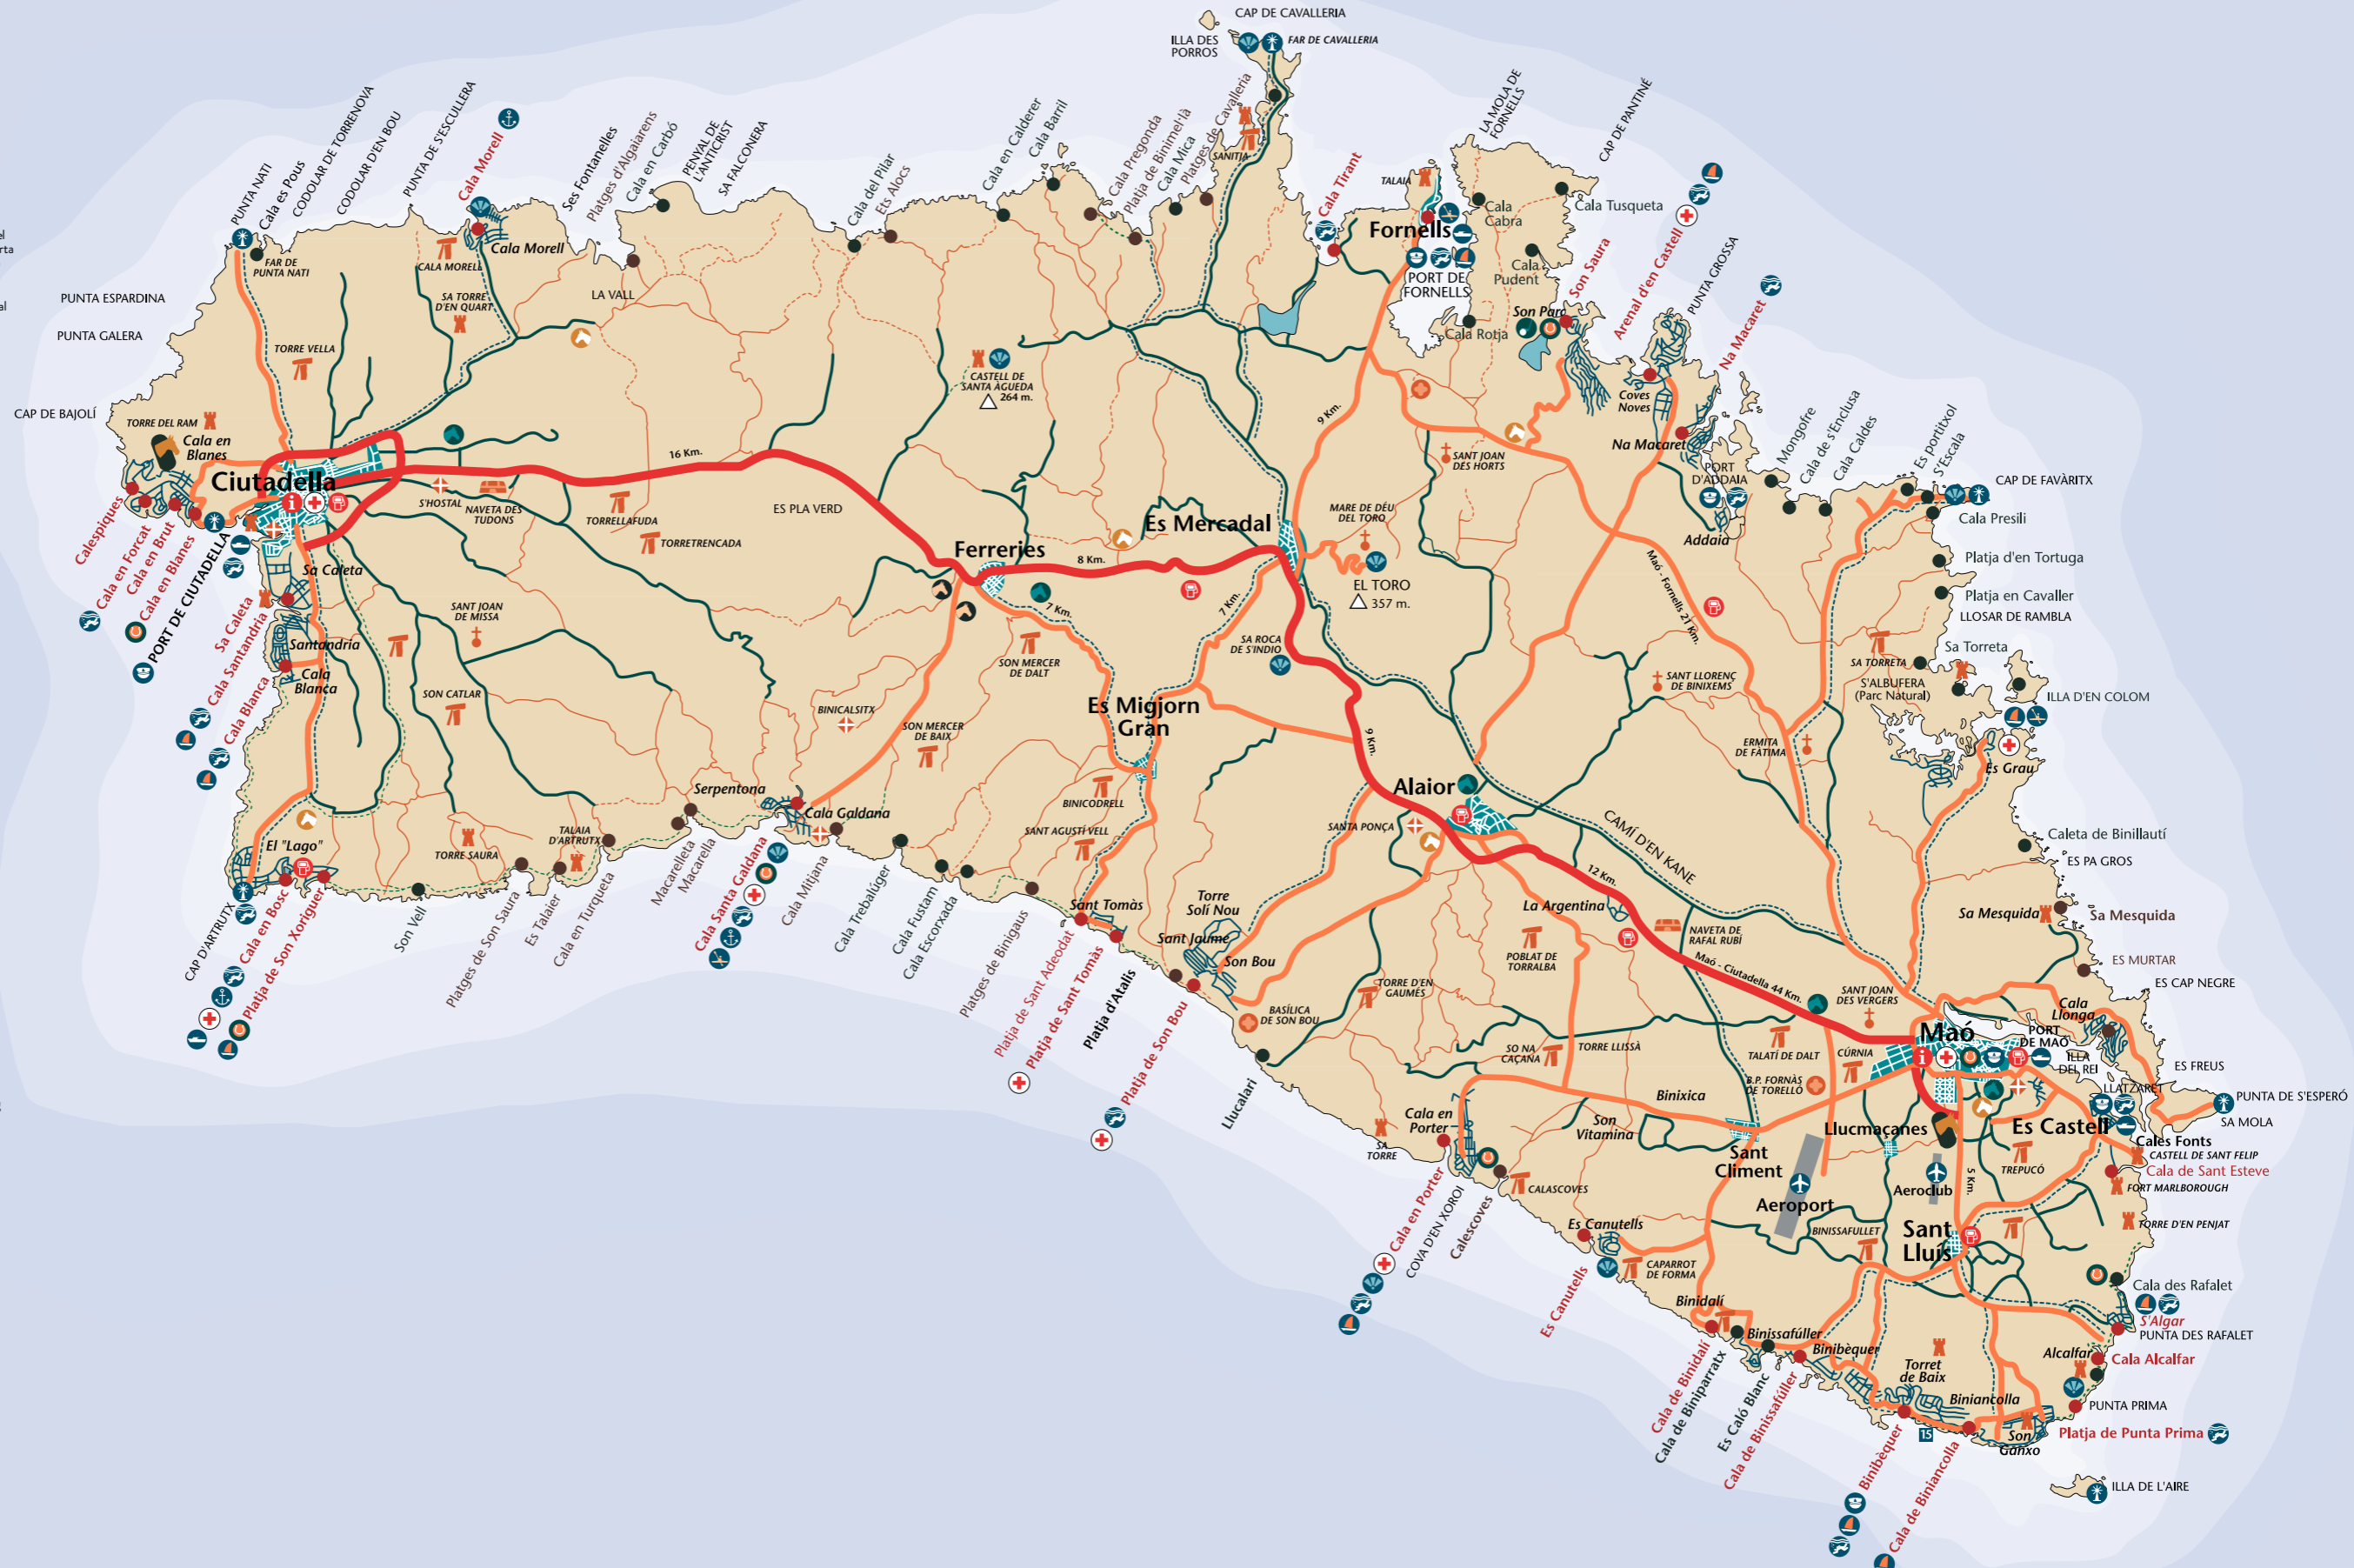 CAP DE CAVALLERIA
ILLA DES
PORROS
FAR DE CAVALLERIA
SANITJA
Platges de Cavalleria
Cala Mica
Platja de Binimel·là
Cala Pregonda
Cala Barril
Cala en Calderer
Ets Alocs
Cala del Pilar
SA FALCONERA
PENYAL DE
L'ANTICRIST
Cala en Carbó
Platges d'Algaiarens
Ses Fontanelles
Cala Morell
PUNTA DE S'ESCULLERA
CODOLAR D'EN BOU
CODOLAR DE TORRENOVA
Cala es Pous
PUNTA NATI
FAR DE
PUNTA NATI
CALA MORELL
Cala Morell
SA TORRE
D'EN QUART
LA VALL
PUNTA ESPARDINA
PUNTA GALERA
TORRE VELLA
CAP DE BAJOLÍ
TORRE DEL RAM
Cala en
Blanes
Ciutadella
Calespiques
Cala en Forcat
Cala en Brut
Cala en Blanes
PORT DE CIUTADELLA
Sa Caleta
Sa Caleta
Cala Santandria
Santandria
Cala Blanca
Cala
Blanca
S'HOSTAL
NAVETA DES
TUDONS
16 Km.
TORRELLAFUDA
TORRETRENCADA
ES PLA VERD
SANT JOAN
DE MISSA
SON CATLAR
El "Lago"
CAP D'ARTRUTX
Cala en Bosc
Platja de Son Xoriguer
Son Vell
TORRE SAURA
Platges de Son Saura
Es Talaier
TALAIA
D'ARTRUTX
Cala en Turqueta
Macarelleta
Macarella
Serpentona
Cala Galdana
Cala Santa Galdana
Cala Mitjana
Cala Trebalúger
Cala Fustam
Cala Escorxada
Platges de Binigaus
BINICALSITX
SON MERCER
DE BAIX
SON MERCER
DE DALT
Ferreries
8 Km.
7 Km.
7 Km.
CASTELL DE
SANTA ÀGUEDA
264 m.
Es Mercadal
SA ROCA
DE S'INDIO
Es Migjorn
Gran
BINICODRELL
SANT AGUSTÍ VELL
Sant Tomàs
Platja de Sant Adeodat
Platja de Sant Tomàs
Platja d'Atalis
Platja de Son Bou
Torre
Solí Nou
Sant Jaume
Son Bou
BASÍLICA
DE SON BOU
Llucalari
Cala Tirant
TALAIA
Fornells
PORT DE
FORNELLS
LA MOLA DE
FORNELLS
Cala
Cabra
Cala Tusqueta
Cala
Pudent
Cala Rotja
CAP DE PANTINÉ
Son Saura
Son Parc
Arenal d'en Castell
PUNTA GROSSA
Na Macaret
Coves
Noves
Na Macaret
PORT
D'ADDAIA
Addaia
Mongofre
Cala de s'Enclusa
Cala Caldes
Es portitxol
S'Escala
CAP DE FAVÀRITX
Cala Presili
Platja d'en Tortuga
Platja en Cavaller
LLOSAR DE RAMBLA
Sa Torreta
SA TORRETA
S'ALBUFERA
(Parc Natural)
ILLA D'EN COLOM
Es Grau
Caleta de Binillautí
ES PA GROS
Sa Mesquida
Sa Mesquida
ES MURTAR
ES CAP NEGRE
9 Km.
SANT JOAN
DES HORTS
MARE DE DÉU
DEL TORO
EL TORO
357 m.
Maó - Fornells 21 Km.
SANT LLORENÇ
DE BINIXEMS
ERMITA
DE FÀTIMA
9 Km.
Alaior
SANTA PONÇA
CAMÍ D'EN KANE
12 Km.
La Argentina
NAVETA DE
RAFAL RUBÍ
POBLAT DE
TORRALBA
TORRE D'EN
GAUMÉS
Maó - Ciutadella 44 Km.
SANT JOAN
DES VERGERS
SO NA
CAÇANA
TORRE LLISSÀ
TALATÍ DE DALT
CÚRNIA
B.P. FORNÀS
DE TORELLÓ
Maó
PORT
DE MAÓ
ILLA
DEL REI
Cala
Llonga
ES FREUS
LLATZARET
PUNTA DE S'ESPERÓ
SA MOLA
Es Castell
Cales Fonts
CASTELL DE SANT FELIP
Cala de Sant Esteve
FORT MARLBOROUGH
TORRE D'EN PENJAT
TREPUCÓ
Llucmaçanes
Aeroclub
5 Km.
Sant
Lluís
Binixica
Son
Vitamina
Sant
Climent
Aeroport
BINISSAFULLET
SA
TORRE
Cala en
Porter
Cala en Porter
COVA D'EN XOROI
Calescoves
CALASCOVES
Es Canutells
Es Canutells
CAPARROT
DE FORMA
Binidalí
Cala de Binidalí
Cala de Biniparratx
Es Caló Blanc
Cala de Binissafúller
Binissafúller
Binibèquer
Binibèquer
Torret
de Baix
Biniancolla
Cala de Biniancolla
15
Son
Ganxo
Cala des Rafalet
S'Algar
PUNTA DES RAFALET
Alcalfar
Cala Alcalfar
PUNTA PRIMA
Platja de Punta Prima
ILLA DE L'AIRE